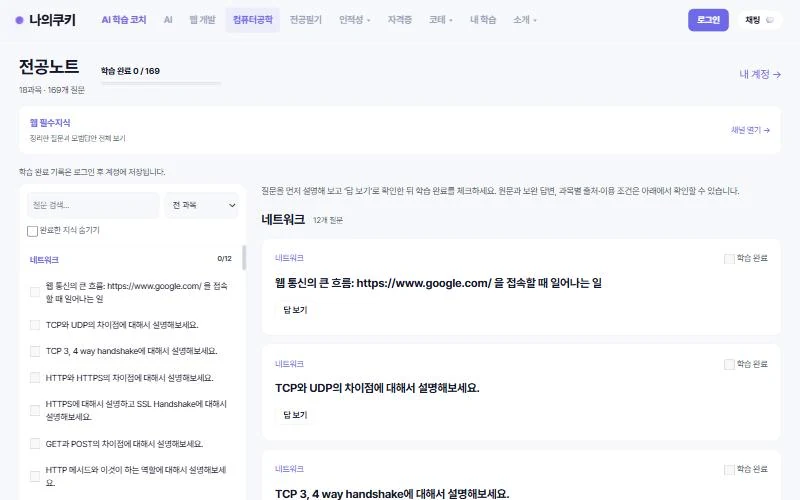 나의쿠키
AI 학습 코치
AI
웹 개발
컴퓨터공학
전공필기
인적성
자격증
코테
내 학습
소개
로그인
채팅
전공노트
학습 완료 0 / 169
18과목 · 169개 질문
내 계정 →
웹 필수지식
정리한 질문과 모범답안 전체 보기
채널 열기 →
학습 완료 기록은 로그인 후 계정에 저장됩니다.
질문 검색...
전 과목
완료한 지식 숨기기
네트워크
0/12
웹 통신의 큰 흐름: https://www.google.com/ 을 접속
할 때 일어나는 일
TCP와 UDP의 차이점에 대해서 설명해보세요.
TCP 3, 4 way handshake에 대해서 설명해보세요.
HTTP와 HTTPS의 차이점에 대해서 설명해보세요.
HTTPS에 대해서 설명하고 SSL Handshake에 대해서
설명해보세요.
GET과 POST의 차이점에 대해서 설명해보세요.
HTTP 메서드와 이것이 하는 역할에 대해서 설명해보세
요.
질문을 먼저 설명해 보고 '답 보기'로 확인한 뒤 학습 완료를 체크하세요. 원문과 보완 답변, 과목별 출처·이용 조건은 아래에서 확인할 수 있습니다.
네트워크
12개 질문
네트워크
학습 완료
웹 통신의 큰 흐름: https://www.google.com/ 을 접속할 때 일어나는 일
답 보기
네트워크
학습 완료
TCP와 UDP의 차이점에 대해서 설명해보세요.
답 보기
네트워크
학습 완료
TCP 3, 4 way handshake에 대해서 설명해보세요.